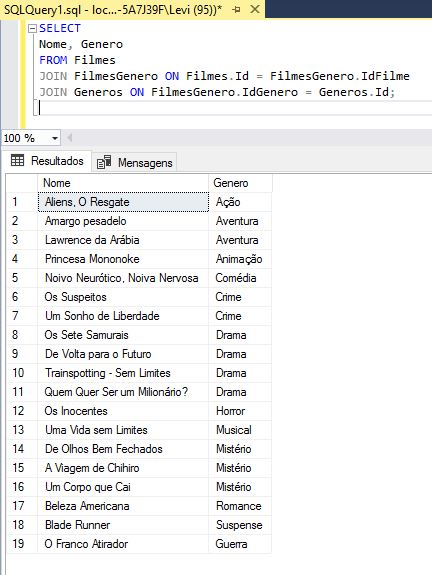 SQLQuery1.sql - loc...-5A7J39F\Levi (95))*
SELECT
Nome, Genero
FROM Filmes
JOIN FilmesGenero ON Filmes.Id = FilmesGenero.IdFilme
JOIN Generos ON FilmesGenero.IdGenero = Generos.Id;
100 %
Resultados Mensagens
Nome Genero
1 Aliens, O Resgate Ação
2 Amargo pesadelo Aventura
3 Lawrence da Arábia Aventura
4 Princesa Mononoke Animação
5 Noivo Neurótico, Noiva Nervosa Comédia
6 Os Suspeitos Crime
7 Um Sonho de Liberdade Crime
8 Os Sete Samurais Drama
9 De Volta para o Futuro Drama
10 Trainspotting - Sem Limites Drama
11 Quem Quer Ser um Milionário? Drama
12 Os Inocentes Horror
13 Uma Vida sem Limites Musical
14 De Olhos Bem Fechados Mistério
15 A Viagem de Chihiro Mistério
16 Um Corpo que Cai Mistério
17 Beleza Americana Romance
18 Blade Runner Suspense
19 O Franco Atirador Guerra